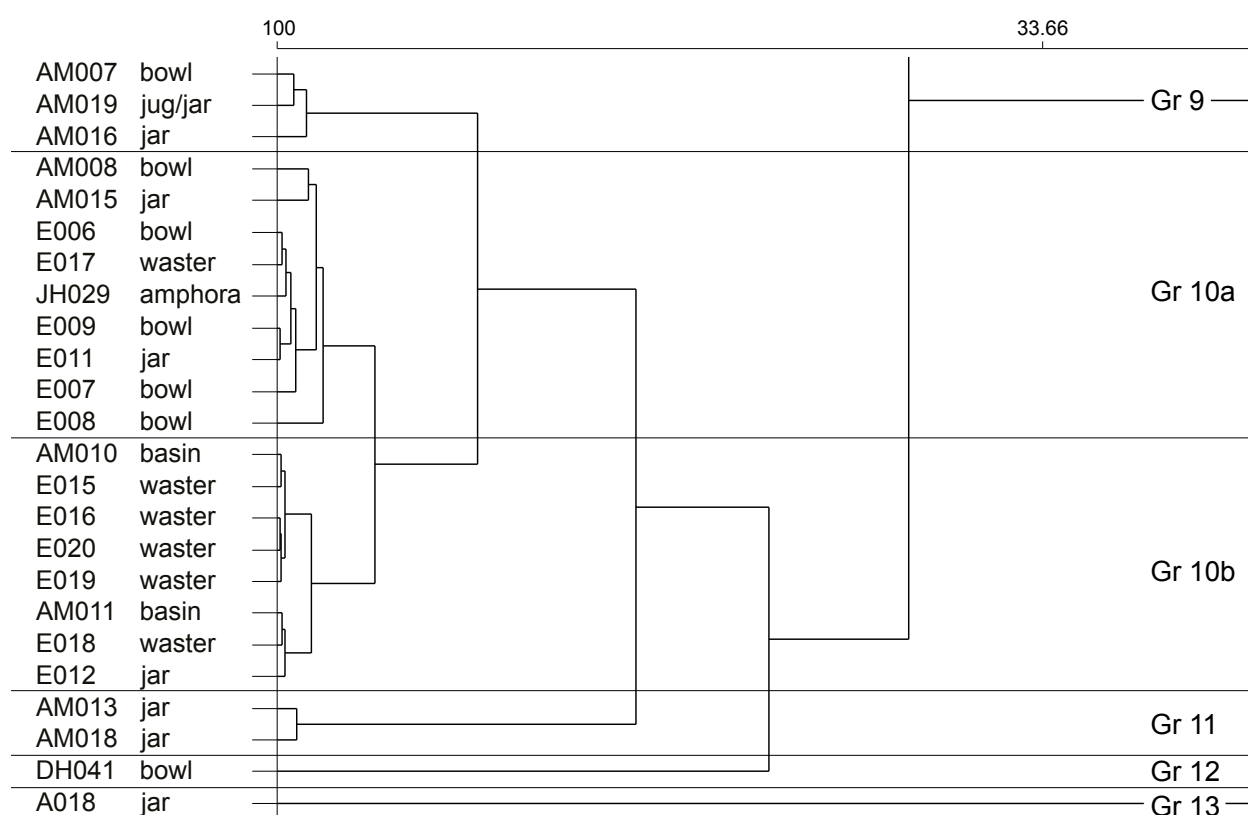 100 33.66
AM007 bowl
AM019 jug/jar
Gr 9
AM016 jar
AM008 bowl
AM015 jar
E006 bowl
E017 waster
JH029 amphora
Gr 10a
E009 bowl
E011 jar
E007 bowl
E008 bowl
AM010 basin
E015 waster
E016 waster
E020 waster
E019 waster
Gr 10b
AM011 basin
E018 waster
E012 jar
AM013 jar
Gr 11
AM018 jar
DH041 bowl Gr 12
A018 jar Gr 13